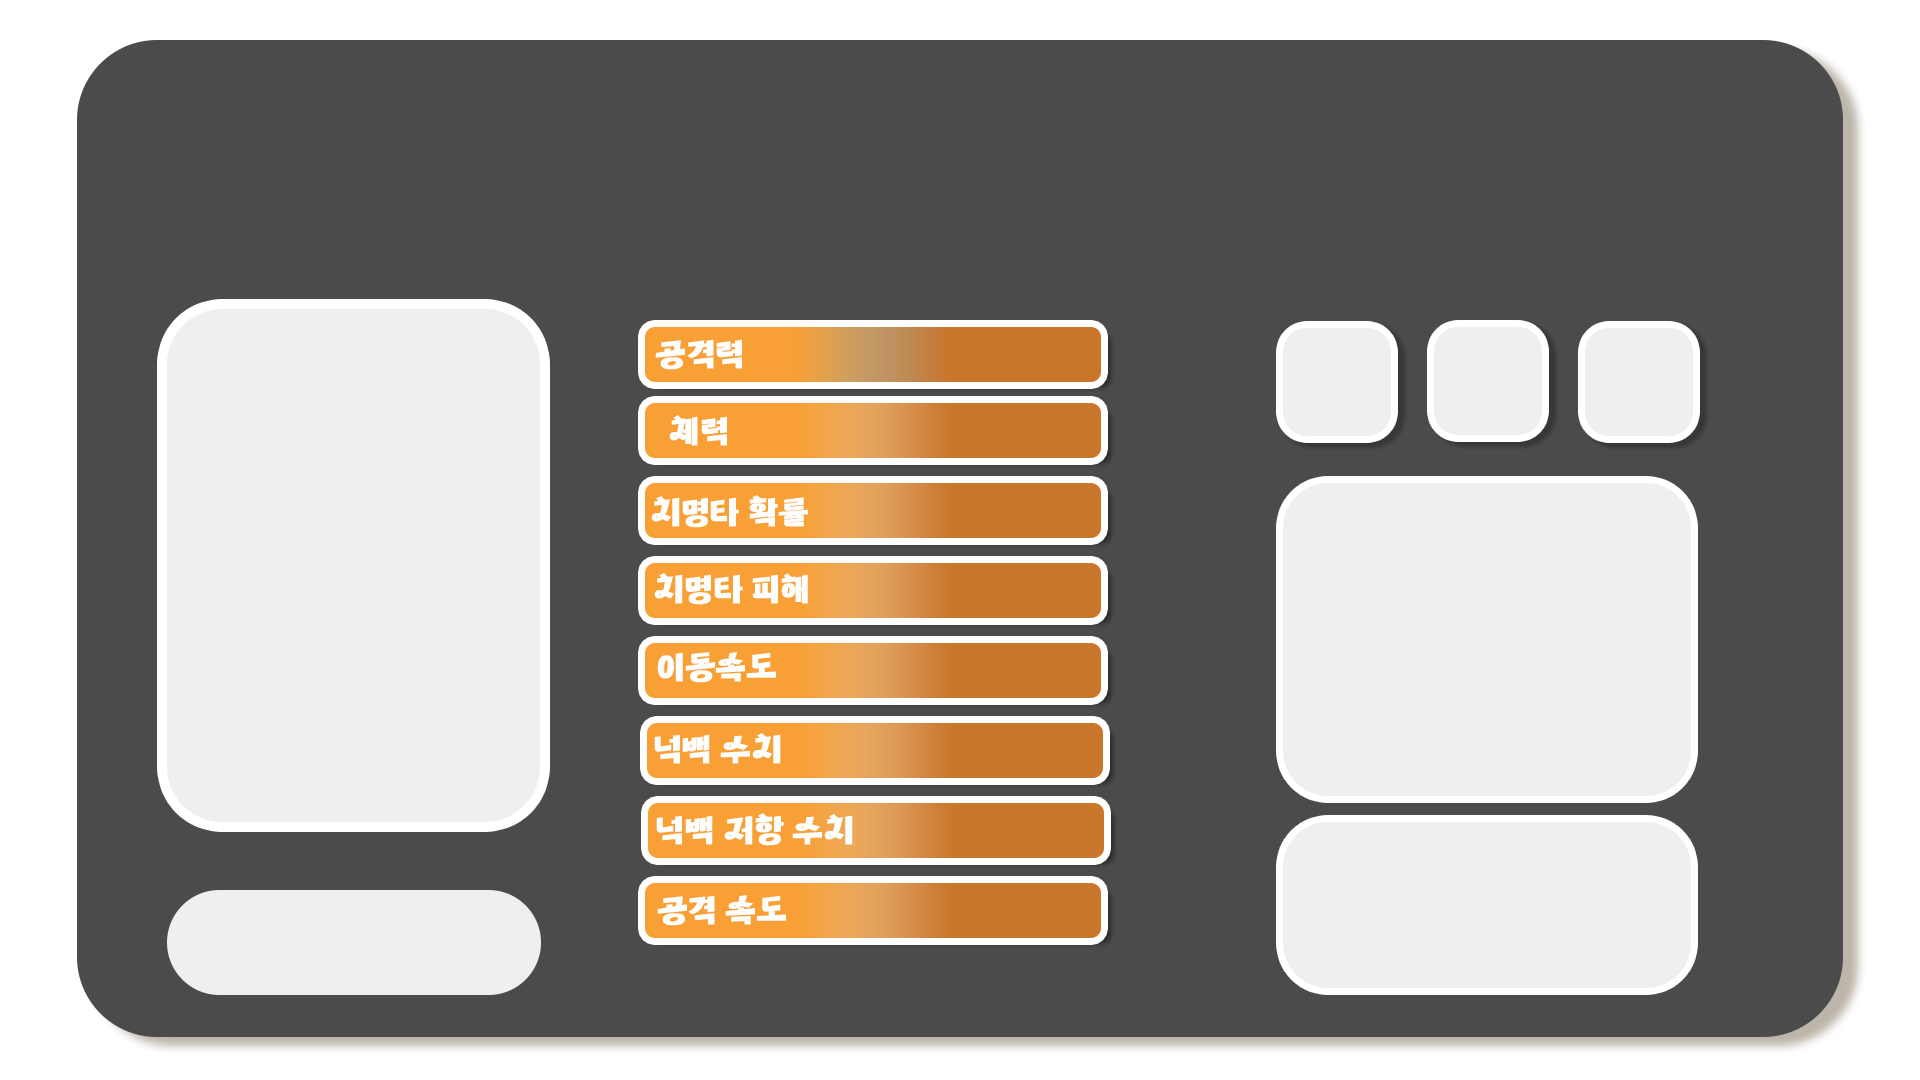 공격력
체력
치명타 확률
치명타 피해
이동속도
넉백 수치
넉백 저항 수치
공격 속도